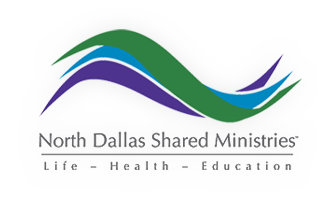 North Dallas Shared Ministries™
Life – Health – Education